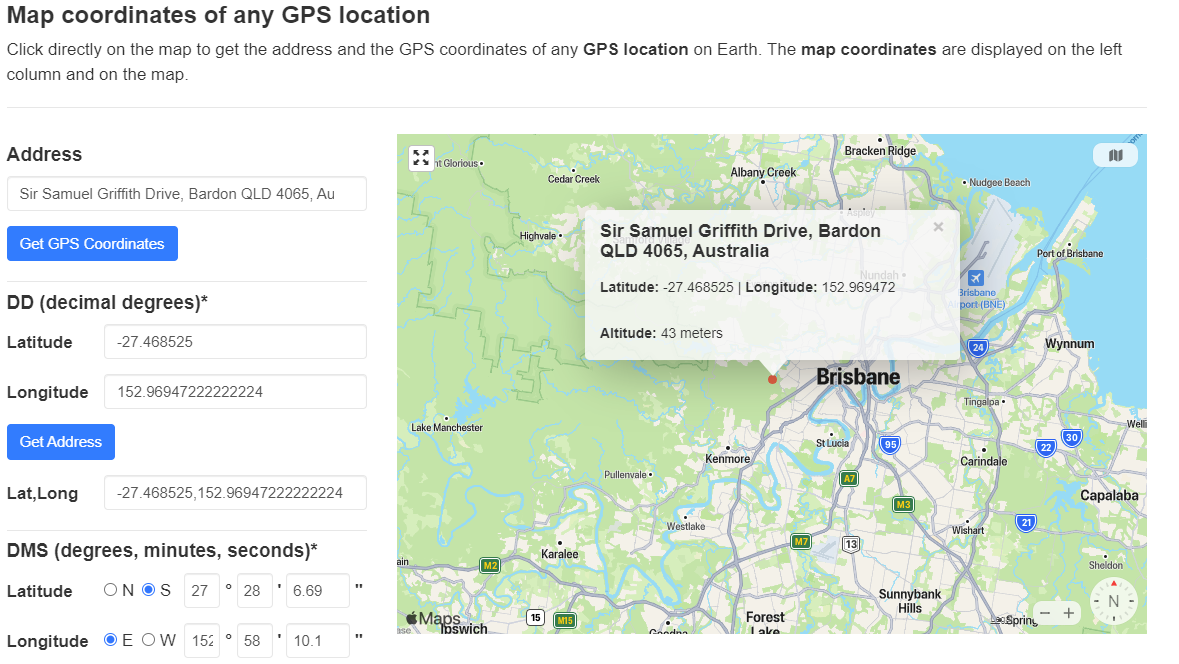 Map coordinates of any GPS location
Click directly on the map to get the address and the GPS coordinates of any GPS location on Earth. The map coordinates are displayed on the left
column and on the map.
Address
Sir Samuel Griffith Drive, Bardon QLD 4065, Au
Get GPS Coordinates
DD (decimal degrees)*
Latitude
-27.468525
Longitude
152.96947222222224
Get Address
Lat,Long
-27.468525,152.96947222222224
DMS (degrees, minutes, seconds)*
Latitude N S 27 ° 28 ' 6.69 "
Longitude E W 152 ° 58 ' 10.1 "
nt Glorious
Cedar Creek
Albany Creek
Bracken Ridge
Nudgee Beach
Aspley
Highvale
Sir Samuel Griffith Drive, Bardon
QLD 4065, Australia
×
Nundah
Latitude: -27.468525 | Longitude: 152.969472
Altitude: 43 meters
Port of Brisbane
Brisbane
port (BNE)
24
Wynnum
Brisbane
Tingalpa
Lake Manchester
Welli
St Lucia
95
30
22
Kenmore
Carindale
Pullenvale
A7
M3
Capalaba
Westlake
21
Wishart
M7
13
Karalee
ain
M2
Sheldon
Sunnybank
Hills
N
Maps
15
M15
Forest
Lake
− +
Spring
Ipswich
Goodna